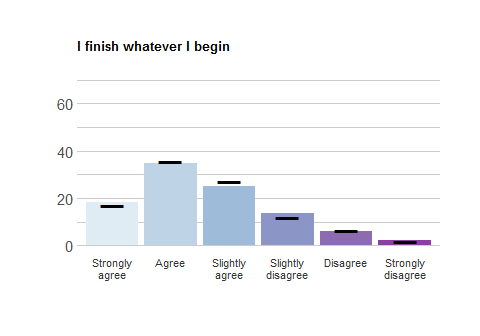 I finish whatever I begin
60
40
20
0
Strongly agree
Agree
Slightly agree
Slightly disagree
Disagree
Strongly disagree